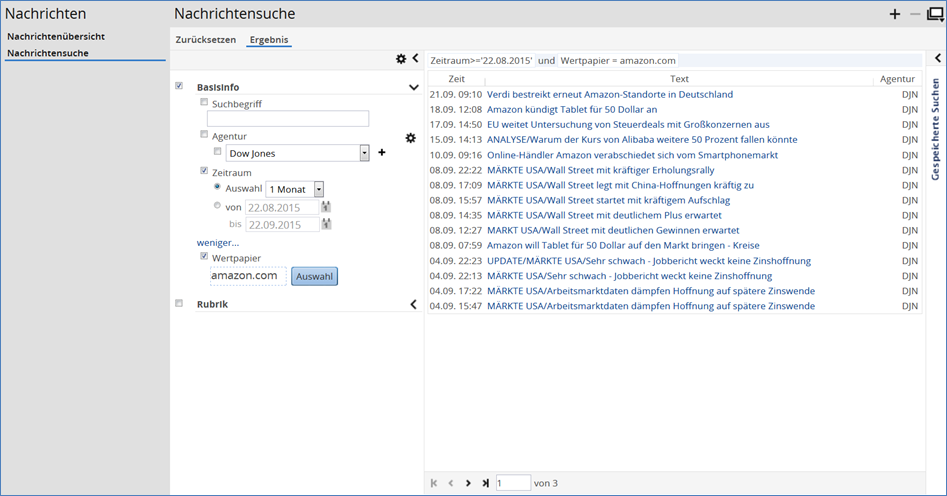 Nachrichten
Nachrichtenübersicht
Nachrichtensuche
Nachrichtensuche
Zurücksetzen Ergebnis
BasisInfo
Suchbegriff
Agentur
Dow Jones
Zeitraum
Auswahl 1 Monat
von 22.08.2015
bis 22.09.2015
weniger...
Wertpapier
amazon.com Auswahl
Rubrik
Zeitraum>='22.08.2015' und Wertpapier = amazon.com
Zeit Text Agentur
21.09. 09:10 Verdi bestreikt erneut Amazon-Standorte in Deutschland DJN
18.09. 12:08 Amazon kündigt Tablet für 50 Dollar an DJN
17.09. 14:50 EU weitet Untersuchung von Steuerdeals mit Großkonzernen aus DJN
15.09. 14:13 ANALYSE/Warum der Kurs von Alibaba weitere 50 Prozent fallen könnte DJN
10.09. 09:16 Online-Händler Amazon verabschiedet sich vom Smartphonemarkt DJN
08.09. 22:22 MÄRKTE USA/Wall Street mit kräftiger Erholungsrally DJN
08.09. 17:09 MÄRKTE USA/Wall Street legt mit China-Hoffnungen kräftig zu DJN
08.09. 15:57 MÄRKTE USA/Wall Street startet mit kräftigem Aufschlag DJN
08.09. 14:35 MÄRKTE USA/Wall Street mit deutlichem Plus erwartet DJN
08.09. 12:27 MARKT USA/Wall Street mit deutlichen Gewinnen erwartet DJN
08.09. 07:59 Amazon will Tablet für 50 Dollar auf den Markt bringen - Kreise DJN
04.09. 22:23 UPDATE/MÄRKTE USA/Sehr schwach - Jobbericht weckt keine Zinshoffnung DJN
04.09. 22:13 MÄRKTE USA/Sehr schwach - Jobbericht weckt keine Zinshoffnung DJN
04.09. 17:22 MÄRKTE USA/Arbeitsmarktdaten dämpfen Hoffnung auf spätere Zinswende DJN
04.09. 15:47 MÄRKTE USA/Arbeitsmarktdaten dämpfen Hoffnung auf spätere Zinswende DJN
1 von 3
Gespeicherte Suchen